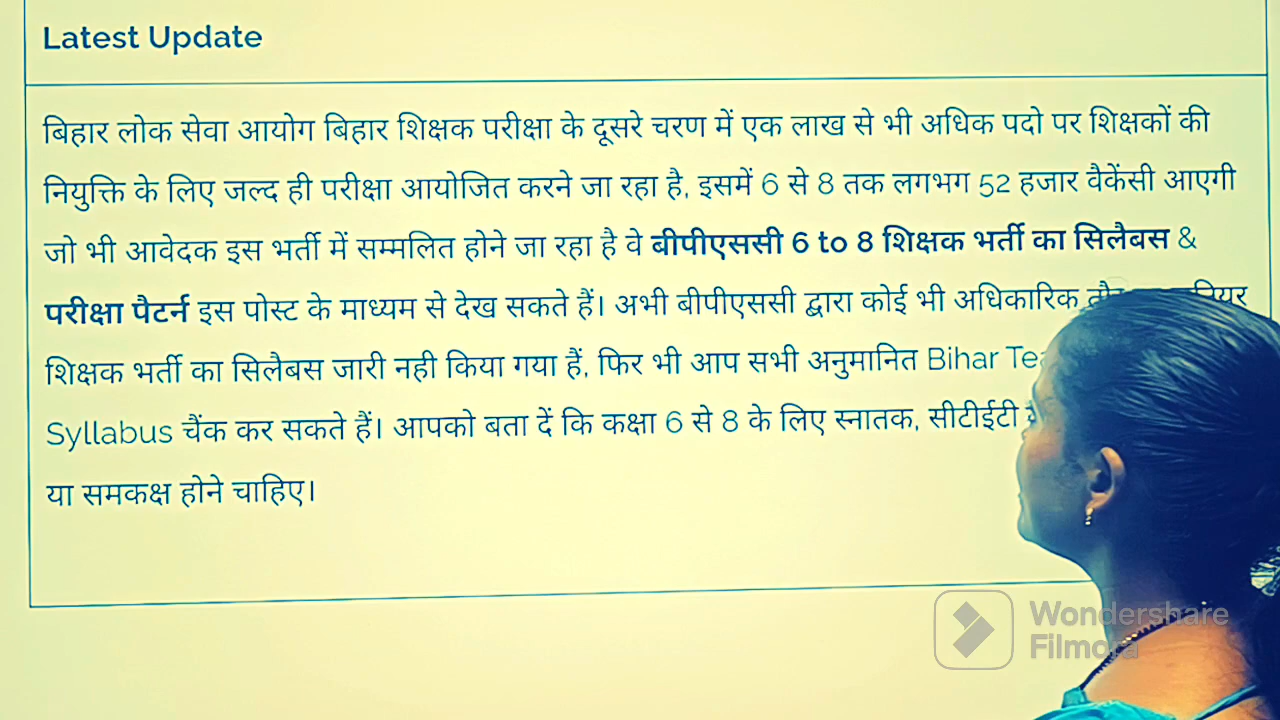 Latest Update
बिहार लोक सेवा आयोग बिहार शिक्षक परीक्षा के दूसरे चरण में एक लाख से भी अधिक पदो पर शिक्षकों की
नियुक्ति के लिए जल्द ही परीक्षा आयोजित करने जा रहा है, इसमें 6 से 8 तक लगभग 52 हजार वैकेंसी आएगी
जो भी आवेदक इस भर्ती में सम्मलित होने जा रहा है वे बीपीएससी 6 to 8 शिक्षक भर्ती का सिलैबस &
परीक्षा पैटर्न इस पोस्ट के माध्यम से देख सकते हैं। अभी बीपीएससी द्वारा कोई भी अधिकारिक
शिक्षक भर्ती का सिलैबस जारी नही किया गया हैं, फिर भी आप सभी अनुमानित Bihar
Syllabus चैंक कर सकते हैं। आपको बता दें कि कक्षा 6 से 8 के लिए स्नातक, सीटीईटी
या समकक्ष होने चाहिए।
Wondershare
Filmora